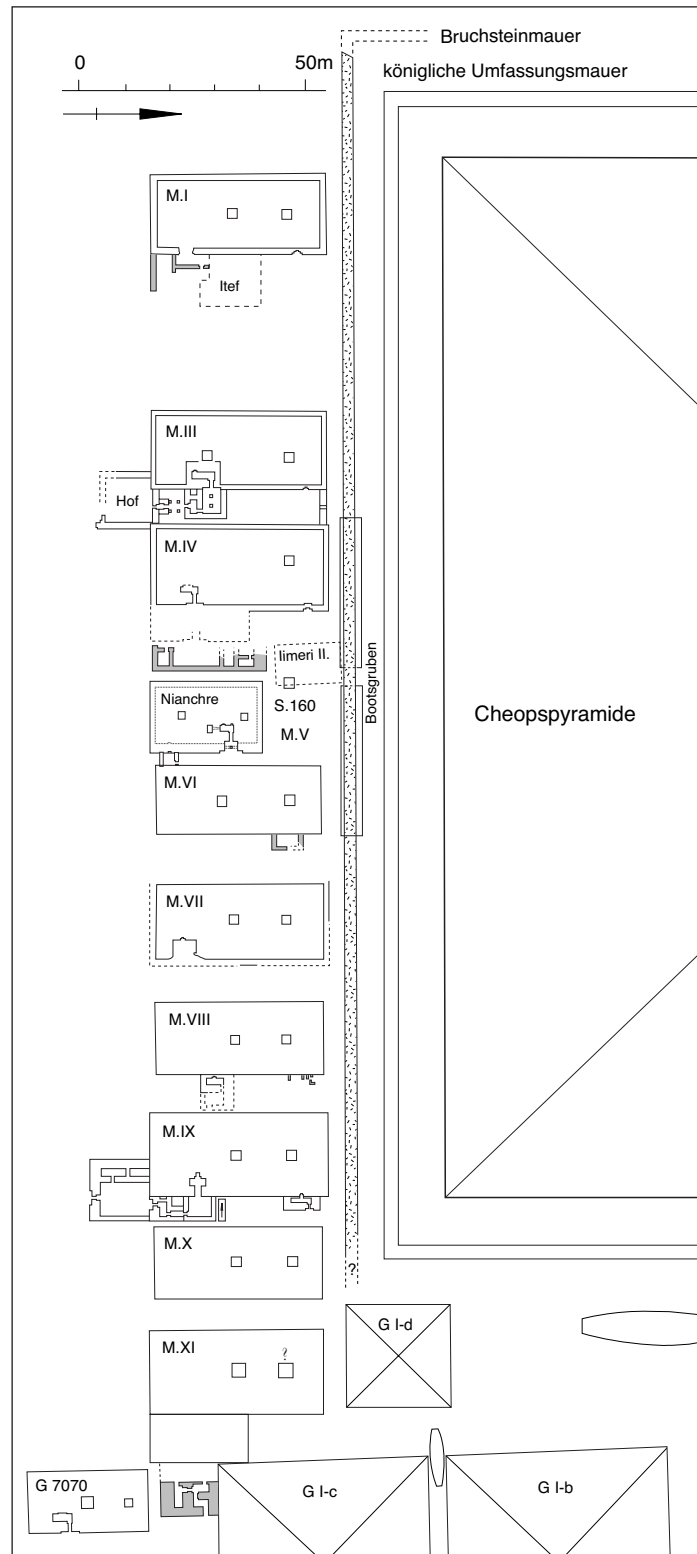 Bruchsteinmauer
0 50m
königliche Umfassungsmauer
M.I
Itef
M.III
Hof
M.IV
Iimeri II.
Bootsgruben
Nianchre
S.160
M.V
Cheopspyramide
M.VI
M.VII
M.VIII
M.IX
M.X
?
G I-d
M.XI
?
G 7070
G I-c
G I-b